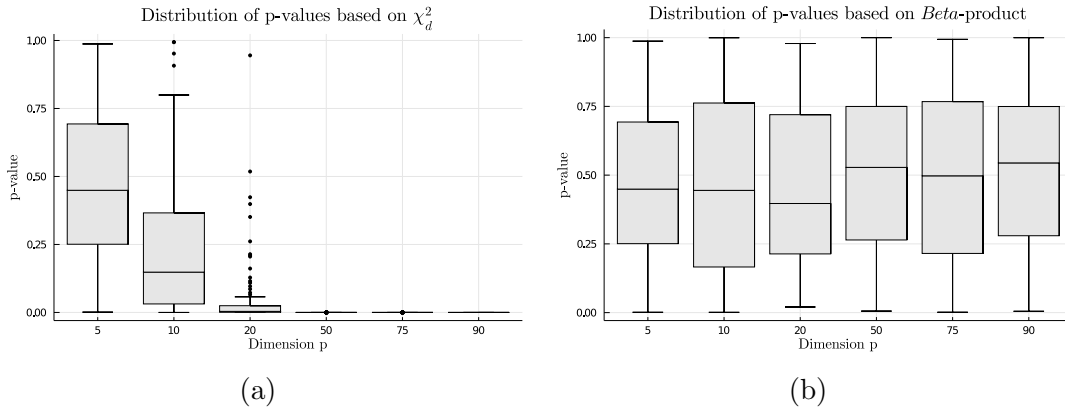 Distribution of p-values based on χ²_d
1.00
0.75
0.50
0.25
0.00
p-value
5 10 20 50 75 90
Dimension p
(a)
Distribution of p-values based on Beta-product
1.00
0.75
0.50
0.25
0.00
p-value
5 10 20 50 75 90
Dimension p
(b)